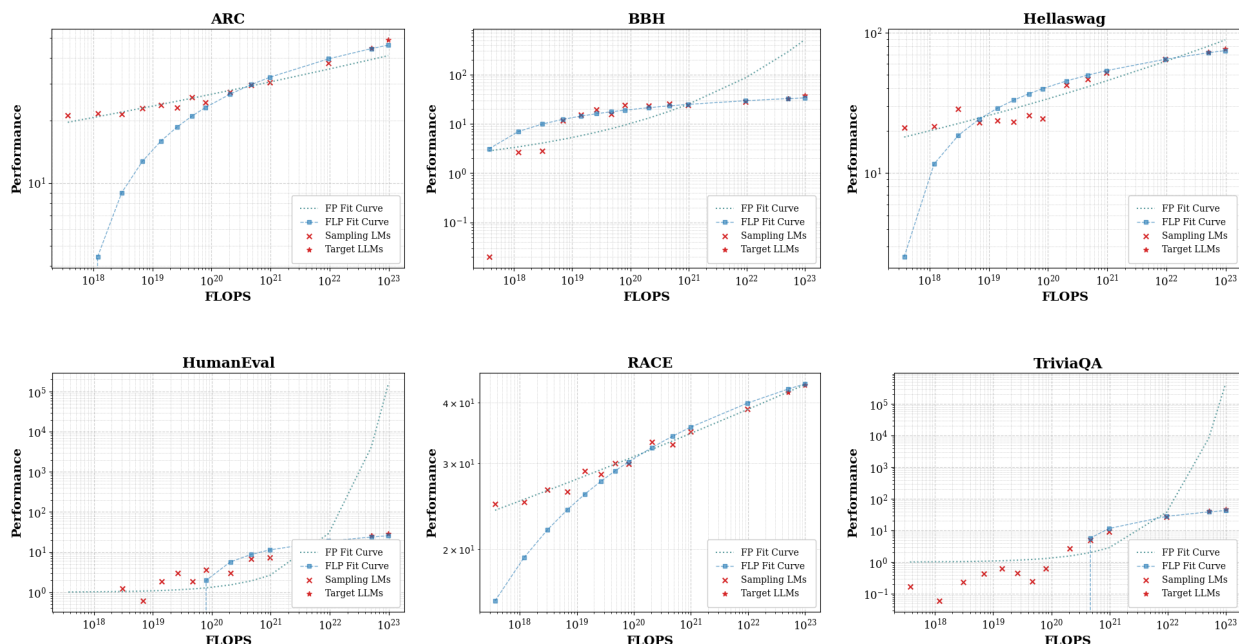 ARC
Performance
10¹
FP Fit Curve
FLP Fit Curve
Sampling LMs
Target LLMs
10¹⁸ 10¹⁹ 10²⁰ 10²¹ 10²² 10²³
FLOPS
BBH
Performance
10²
10¹
10⁰
10⁻¹
FP Fit Curve
FLP Fit Curve
Sampling LMs
Target LLMs
10¹⁸ 10¹⁹ 10²⁰ 10²¹ 10²² 10²³
FLOPS
Hellaswag
Performance
10²
10¹
FP Fit Curve
FLP Fit Curve
Sampling LMs
Target LLMs
10¹⁸ 10¹⁹ 10²⁰ 10²¹ 10²² 10²³
FLOPS
HumanEval
Performance
10⁵
10⁴
10³
10²
10¹
10⁰
FP Fit Curve
FLP Fit Curve
Sampling LMs
Target LLMs
10¹⁸ 10¹⁹ 10²⁰ 10²¹ 10²² 10²³
FLOPS
RACE
Performance
4 × 10¹
3 × 10¹
2 × 10¹
FP Fit Curve
FLP Fit Curve
Sampling LMs
Target LLMs
10¹⁸ 10¹⁹ 10²⁰ 10²¹ 10²² 10²³
FLOPS
TriviaQA
Performance
10⁵
10⁴
10³
10²
10¹
10⁰
10⁻¹
FP Fit Curve
FLP Fit Curve
Sampling LMs
Target LLMs
10¹⁸ 10¹⁹ 10²⁰ 10²¹ 10²² 10²³
FLOPS